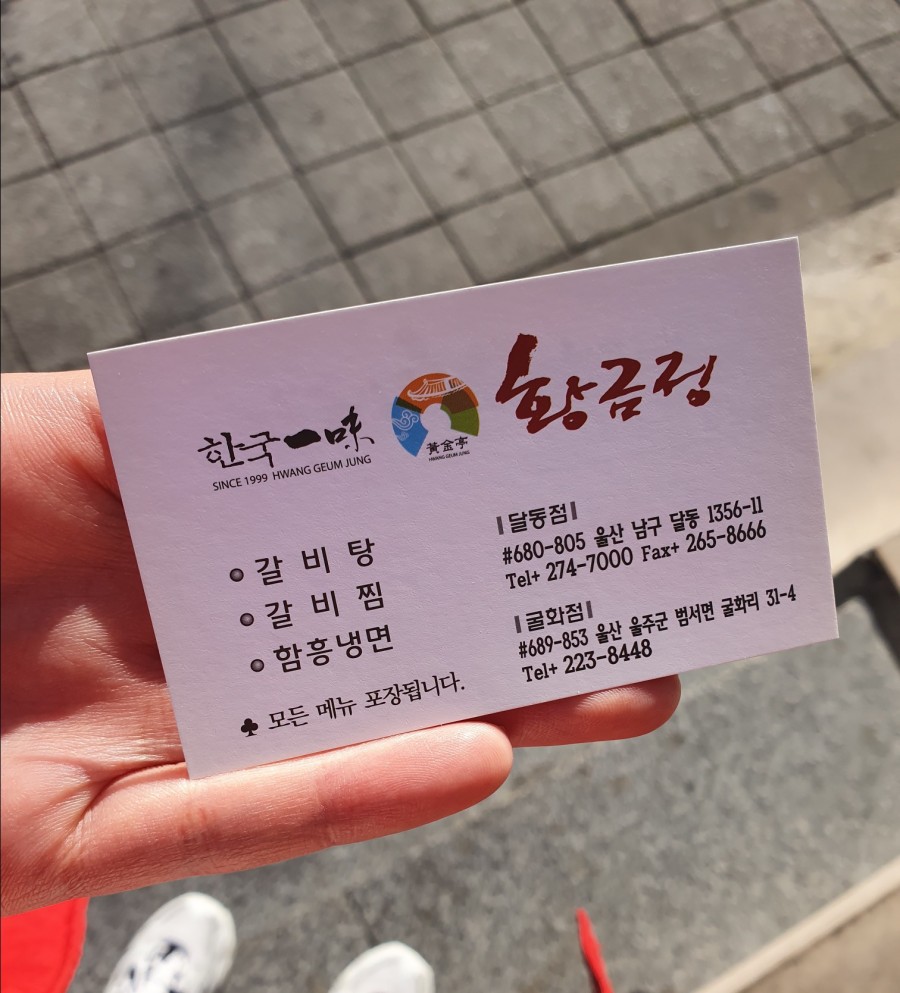 한국一味
SINCE 1999 HWANG GEUM JUNG
黃金亭
HWANG GEUM JUNG
황금정
갈비탕
갈비찜
함흥냉면
♣ 모든 메뉴 포장됩니다.
|달동점|
#680-805 울산 남구 달동 1356-11
Tel+ 274-7000 Fax+ 265-8666
|굴화점|
#689-853 울산 울주군 범서면 굴화리 31-4
Tel+ 223-8448